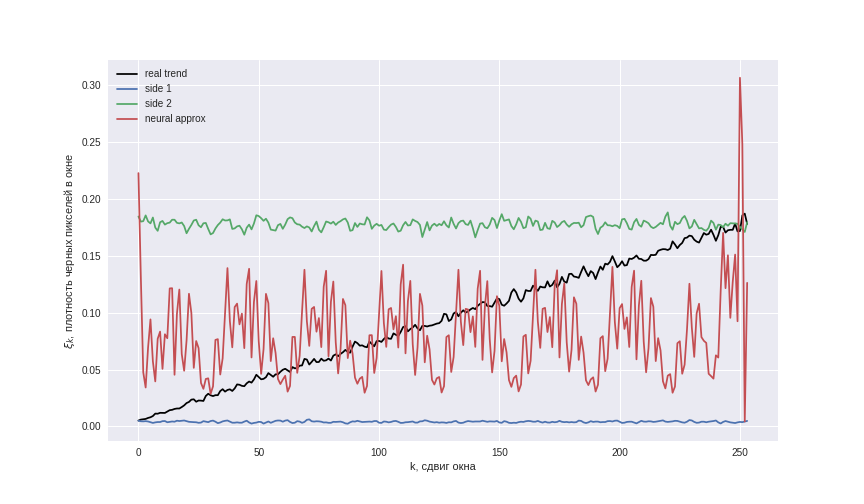 real trend
side 1
side 2
neural approx
0.30
0.25
0.20
0.15
0.10
0.05
0.00
ξk, плотность черных пикселей в окне
0 50 100 150 200 250
k, сдвиг окна